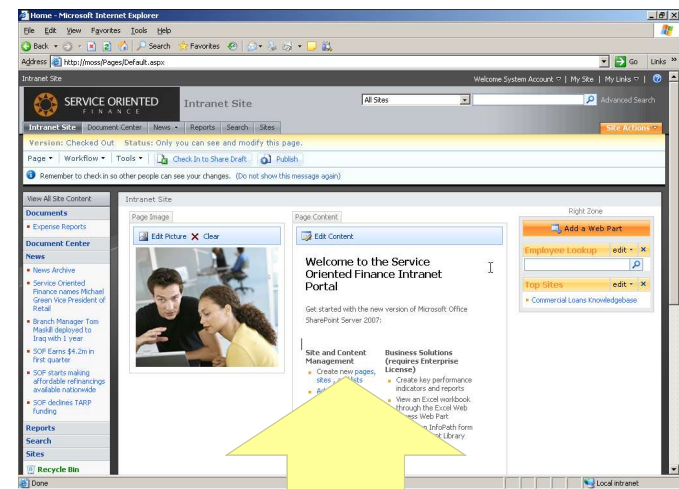 Home - Microsoft Internet Explorer
File Edit View Favorites Tools Help
Back Search Favorites
Address http://moss/Pages/Default.aspx Go Links »
Intranet Site Welcome System Account | My Site | My Links
SERVICE ORIENTED
FINANCE
Intranet Site
All Sites
Advanced Search
Intranet Site Document Center News Reports Search Sites Site Actions
Version: Checked Out Status: Only you can see and modify this page.
Page Workflow Tools Check In to Share Draft Publish
Remember to check in so other people can see your changes. (Do not show this message again)
View All Site Content
Documents
Expense Reports
Document Center
News
News Archive
Service Oriented
Finance names Michael
Green Vice President of
Retail
Branch Manager Tom
Maskill deployed to
Iraq with 1 year
SOF Earns $4.2m in
first quarter
SOF starts making
affordable refinancings
available nationwide
SOF declines TARP
funding
Reports
Search
Sites
Recycle Bin
Intranet Site
Page Image
Edit Picture Clear
Page Content
Edit Content
Welcome to the Service
Oriented Finance Intranet
Portal
Get started with the new version of Microsoft Office
SharePoint Server 2007:
Site and Content
Management
Create new pages,
sites
Business Solutions
(requires Enterprise
License)
Create key performance
indicators and reports
View an Excel workbook
through the Excel Web
Access Web Part
InfoPath form
Library
Right Zone
Add a Web Part
Employee Lookup edit
Top Sites edit
Commercial Loans Knowledgebase
Done Local intranet